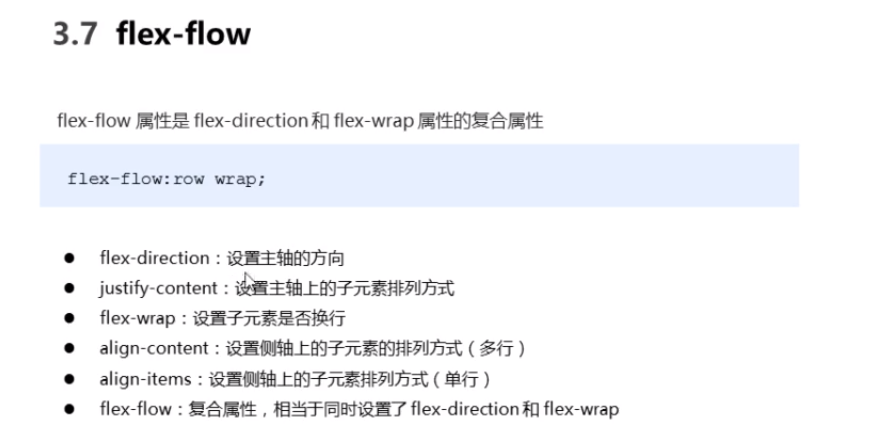 3.7 flex-flow
flex-flow 属性是 flex-direction 和 flex-wrap 属性的复合属性
flex-flow:row wrap;
● flex-direction：设置主轴的方向
● justify-content：设置主轴上的子元素排列方式
● flex-wrap：设置子元素是否换行
● align-content：设置侧轴上的子元素的排列方式（多行）
● align-items：设置侧轴上的子元素排列方式（单行）
● flex-flow：复合属性，相当于同时设置了 flex-direction 和 flex-wrap